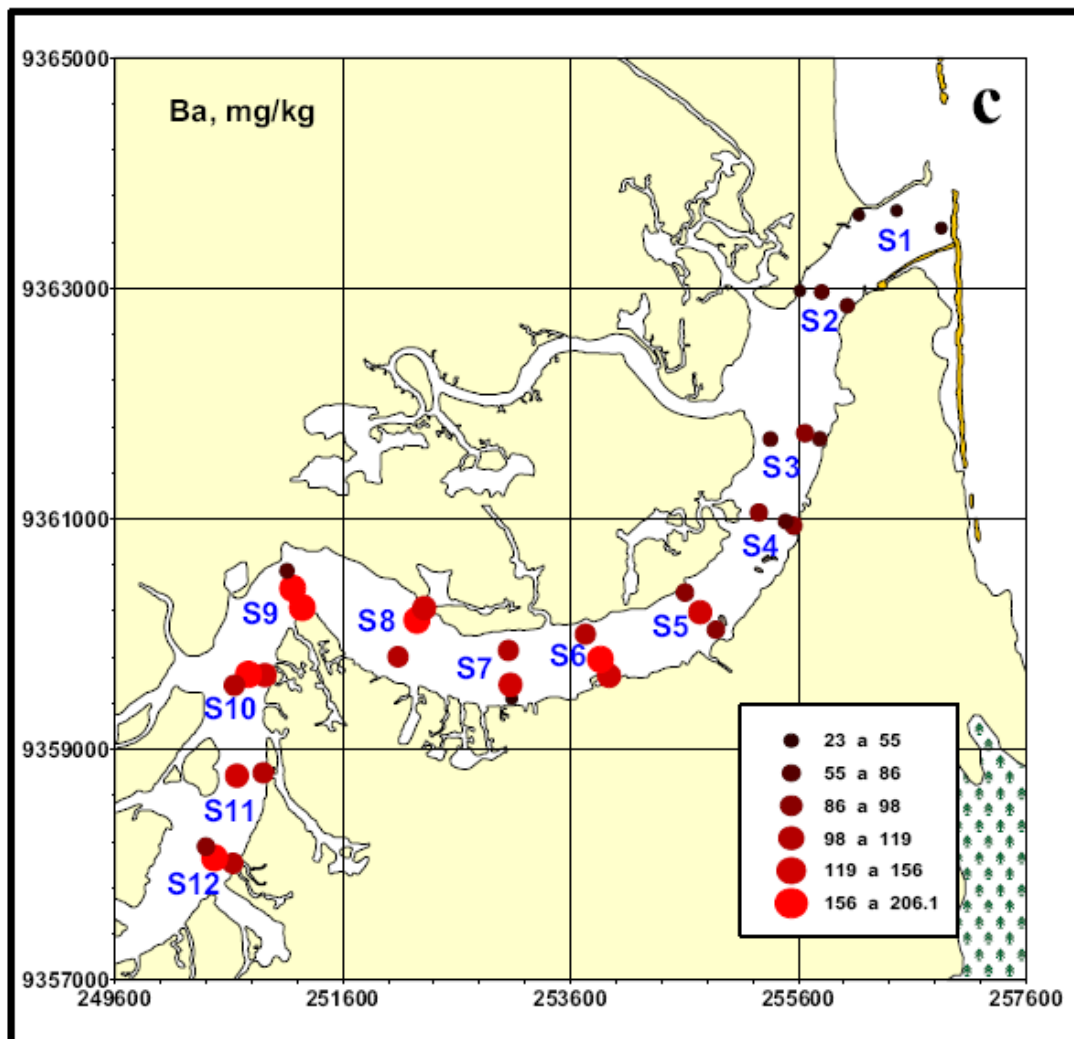 9365000
Ba, mg/kg
c
S1
9363000
S2
S3
9361000
S4
S9
S8
S5
S7
S6
S10
9359000
23 a 55
55 a 86
S11
86 a 98
98 a 119
119 a 156
S12
156 a 206.1
9357000
249600 251600 253600 255600 257600